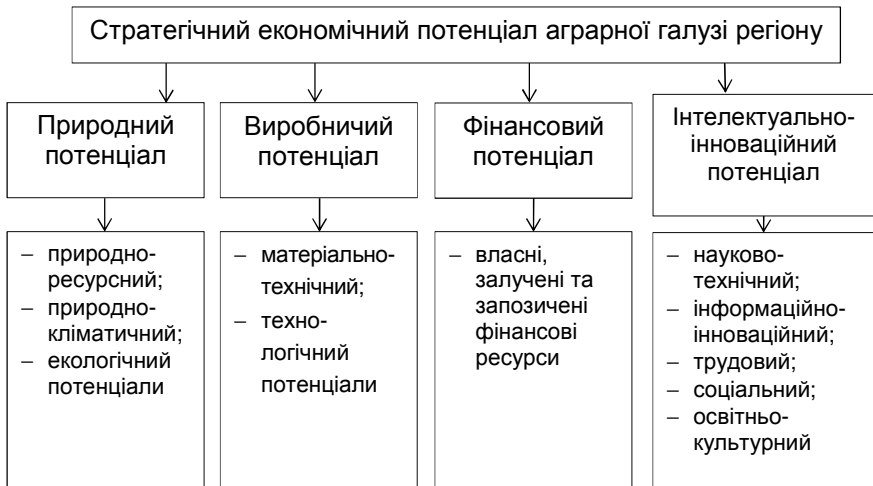 Стратегічний економічний потенціал аграрної галузі регіону
Природний
потенціал
Виробничий
потенціал
Фінансовий
потенціал
Інтелектуально-
інноваційний
потенціал
− природно-
ресурсний;
− природно-
кліматичний;
− екологічний
потенціали
− матеріально-
технічний;
− техно-
логічний
потенціали
− власні,
залучені та
запозичені
фінансові
ресурси
− науково-
технічний;
− інформаційно-
інноваційний;
− трудовий;
− соціальний;
− освітньо-
культурний